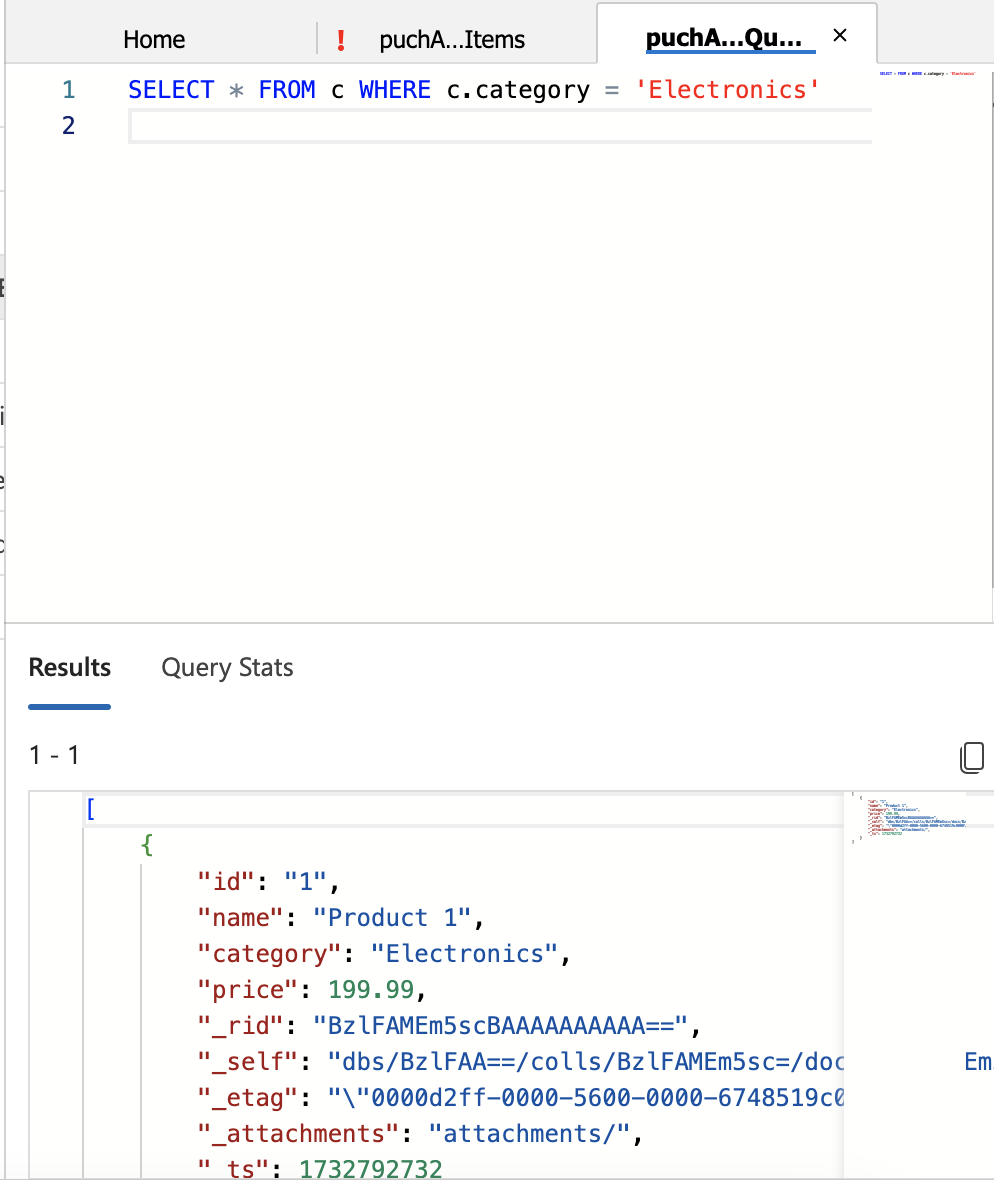 Home
! puchA...Items
puchA...Qu... ×
1 SELECT * FROM c WHERE c.category = 'Electronics'
2
Results
Query Stats
1 - 1
[
{
"id": "1",
"name": "Product 1",
"category": "Electronics",
"price": 199.99,
"_rid": "BzlFAMEm5scBAAAAAAAAAA==",
"_self": "dbs/BzlFAA==/colls/BzlFAMEm5sc=/doc
Em
"_etag": "\"0000d2ff-0000-5600-0000-6748519c0
"_attachments": "attachments/",
"_ts": 1732792732